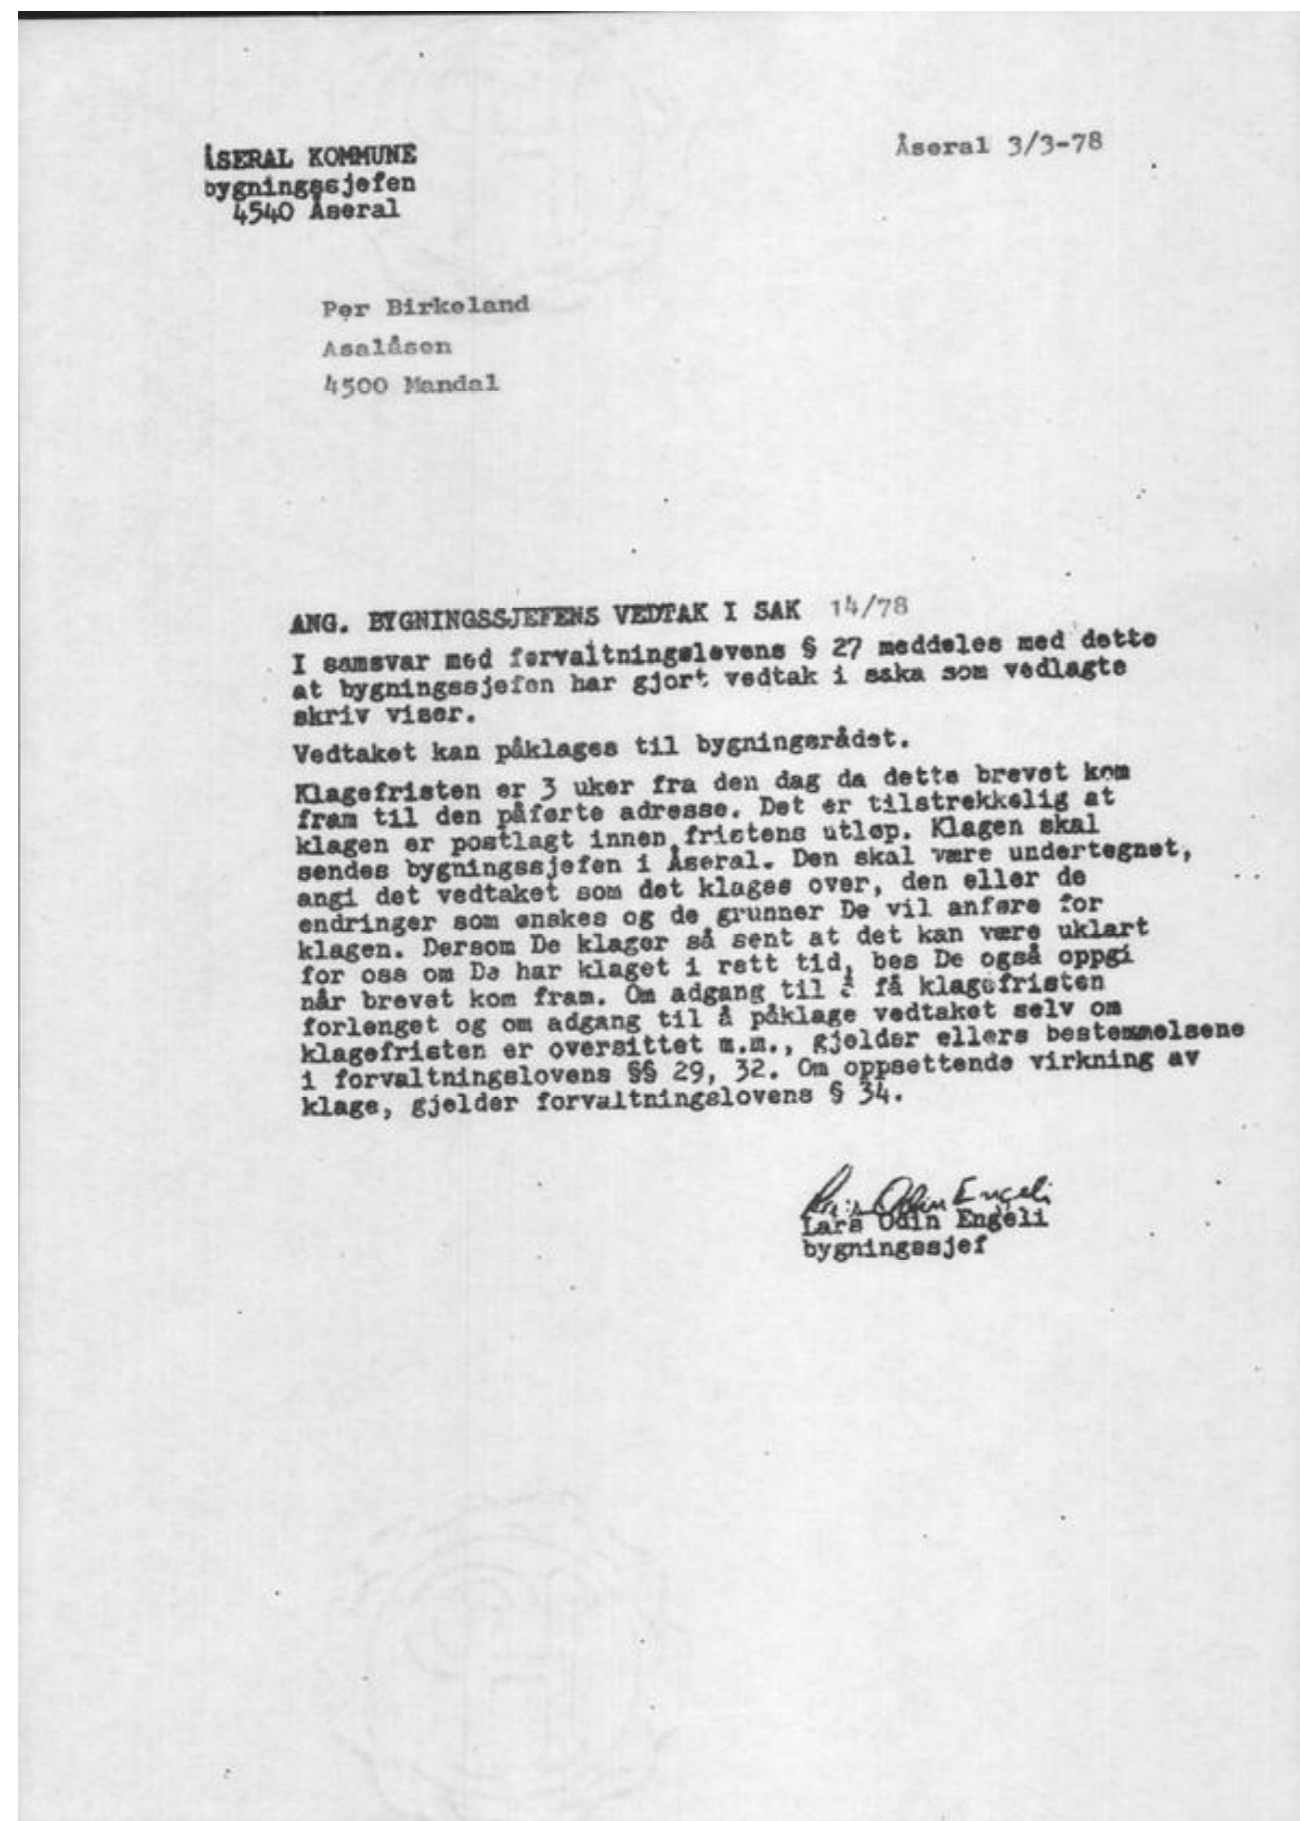 Åseral 3/3-78
ÅSERAL KOMMUNE
bygningssjefen
4540 Åseral
Per Birkeland
Asalåsen
4500 Mandal
ANG. BYGNINGSSJEFENS VEDTAK I SAK 14/78
I samsvar med forvaltningslovens § 27 meddeles med dette
at bygningssjefen har gjort vedtak i saka som vedlagte
skriv viser.
Vedtaket kan påklages til bygningsrådet.
Klagefristen er 3 uker fra den dag da dette brevet kom
fram til den påførte adresse. Det er tilstrekkelig at
klagen er postlagt innen fristens utløp. Klagen skal
sendes bygningssjefen i Åseral. Den skal være undertegnet,
angi det vedtaket som det klages over, den eller de
endringer som ønskes og de grunner De vil anføre for
klagen. Dersom De klager så sent at det kan være uklart
for oss om De har klaget i rett tid, bes De også oppgi
når brevet kom fram. Om adgang til å få klagefristen
forlenget og om adgang til å påklage vedtaket selv om
klagefristen er oversittet m.m., gjelder ellers bestemmelsene
i forvaltningslovens §§ 29, 32. Om oppsettende virkning av
klage, gjelder forvaltningslovens § 34.
Lars Odin Engeli
Lars Odin Engeli
bygningssjef